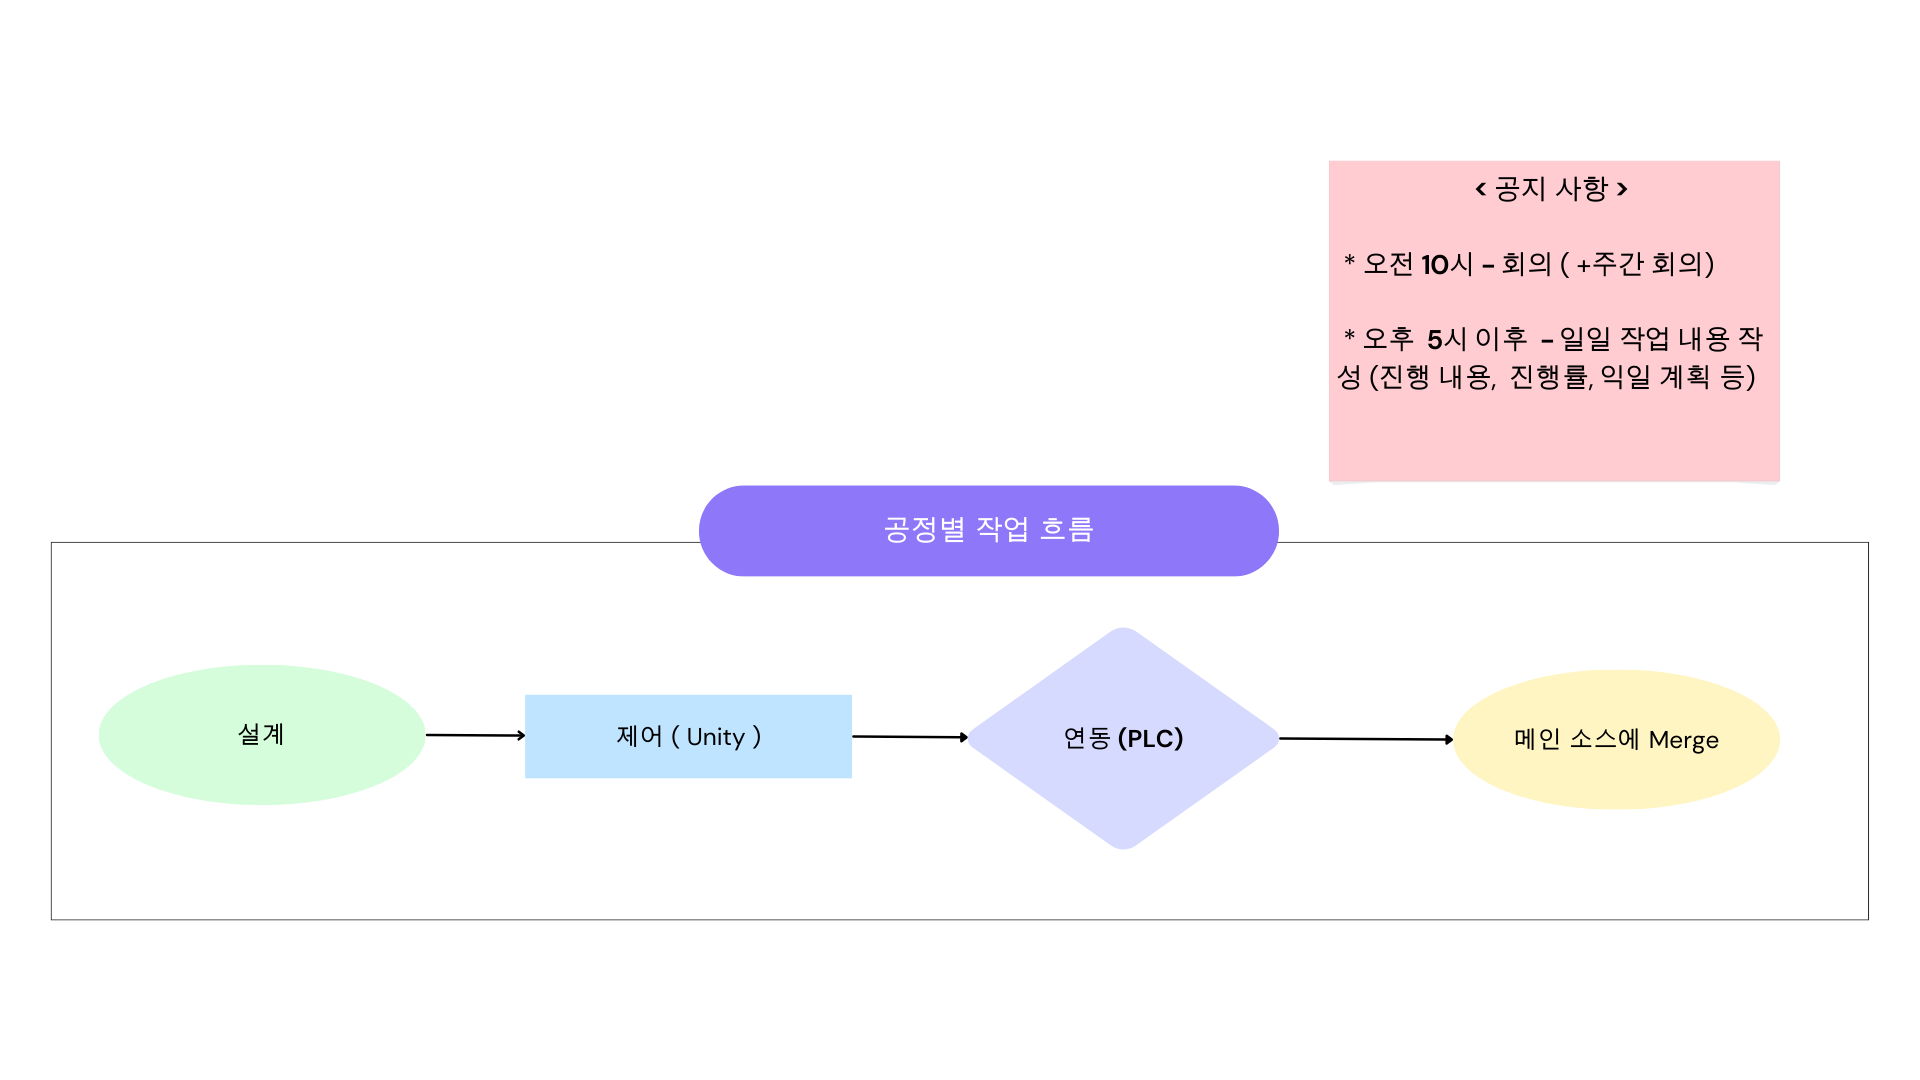 < 공지 사항 >
* 오전 10시 - 회의 ( +주간 회의)
* 오후 5시 이후 - 일일 작업 내용 작
성 (진행 내용, 진행률, 익일 계획 등)
공정별 작업 흐름
설계
제어 ( Unity )
연동 (PLC)
메인 소스에 Merge